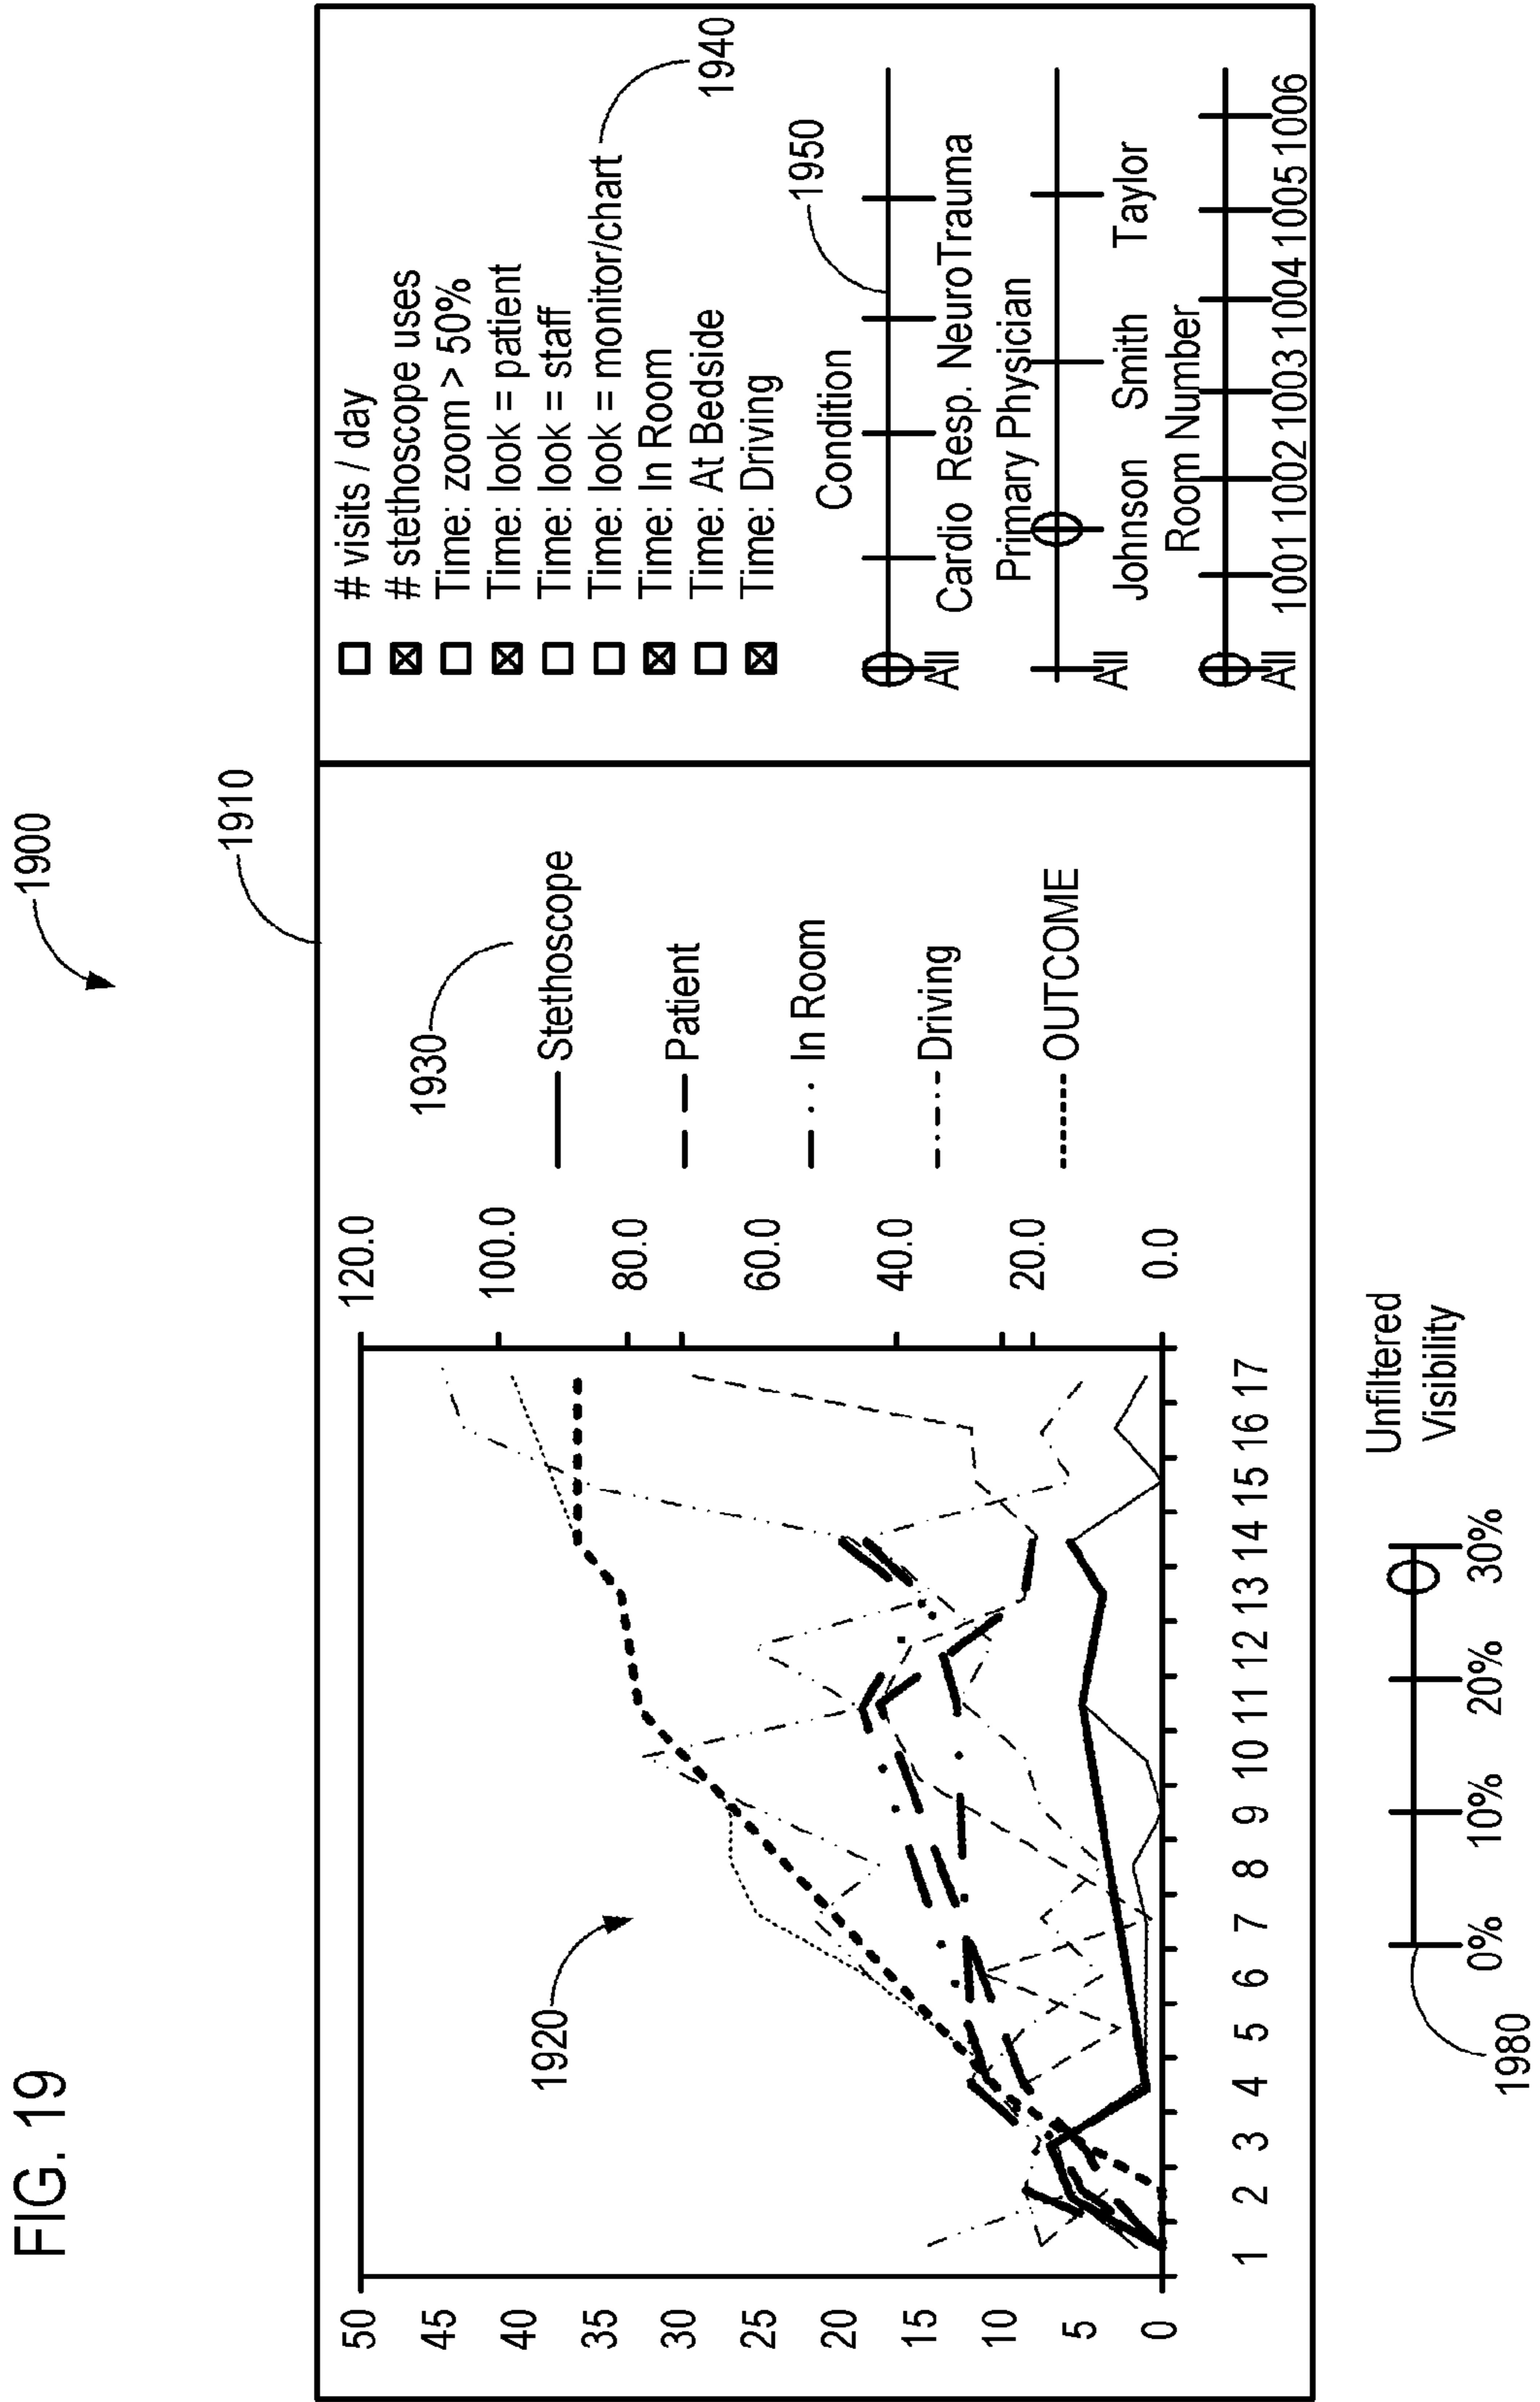 FIG. 19
1900
1910
1920
1930
1940
1950
1980
50
45
40
35
30
25
20
15
10
5
0
1 2 3 4 5 6 7 8 9 10 11 12 13 14 15 16 17
120.0
100.0
80.0
60.0
40.0
20.0
0.0
Stethoscope
Patient
In Room
Driving
OUTCOME
# visits / day
# stethoscope uses
Time: zoom > 50%
Time: look = patient
Time: look = staff
Time: look = monitor/chart
Time: In Room
Time: At Bedside
Time: Driving
Condition
All Cardio Resp. Neuro Trauma
Primary Physician
All Johnson Smith Taylor
Room Number
All 1001 1002 1003 1004 1005 1006
0% 10% 20% 30%
Unfiltered
Visibility